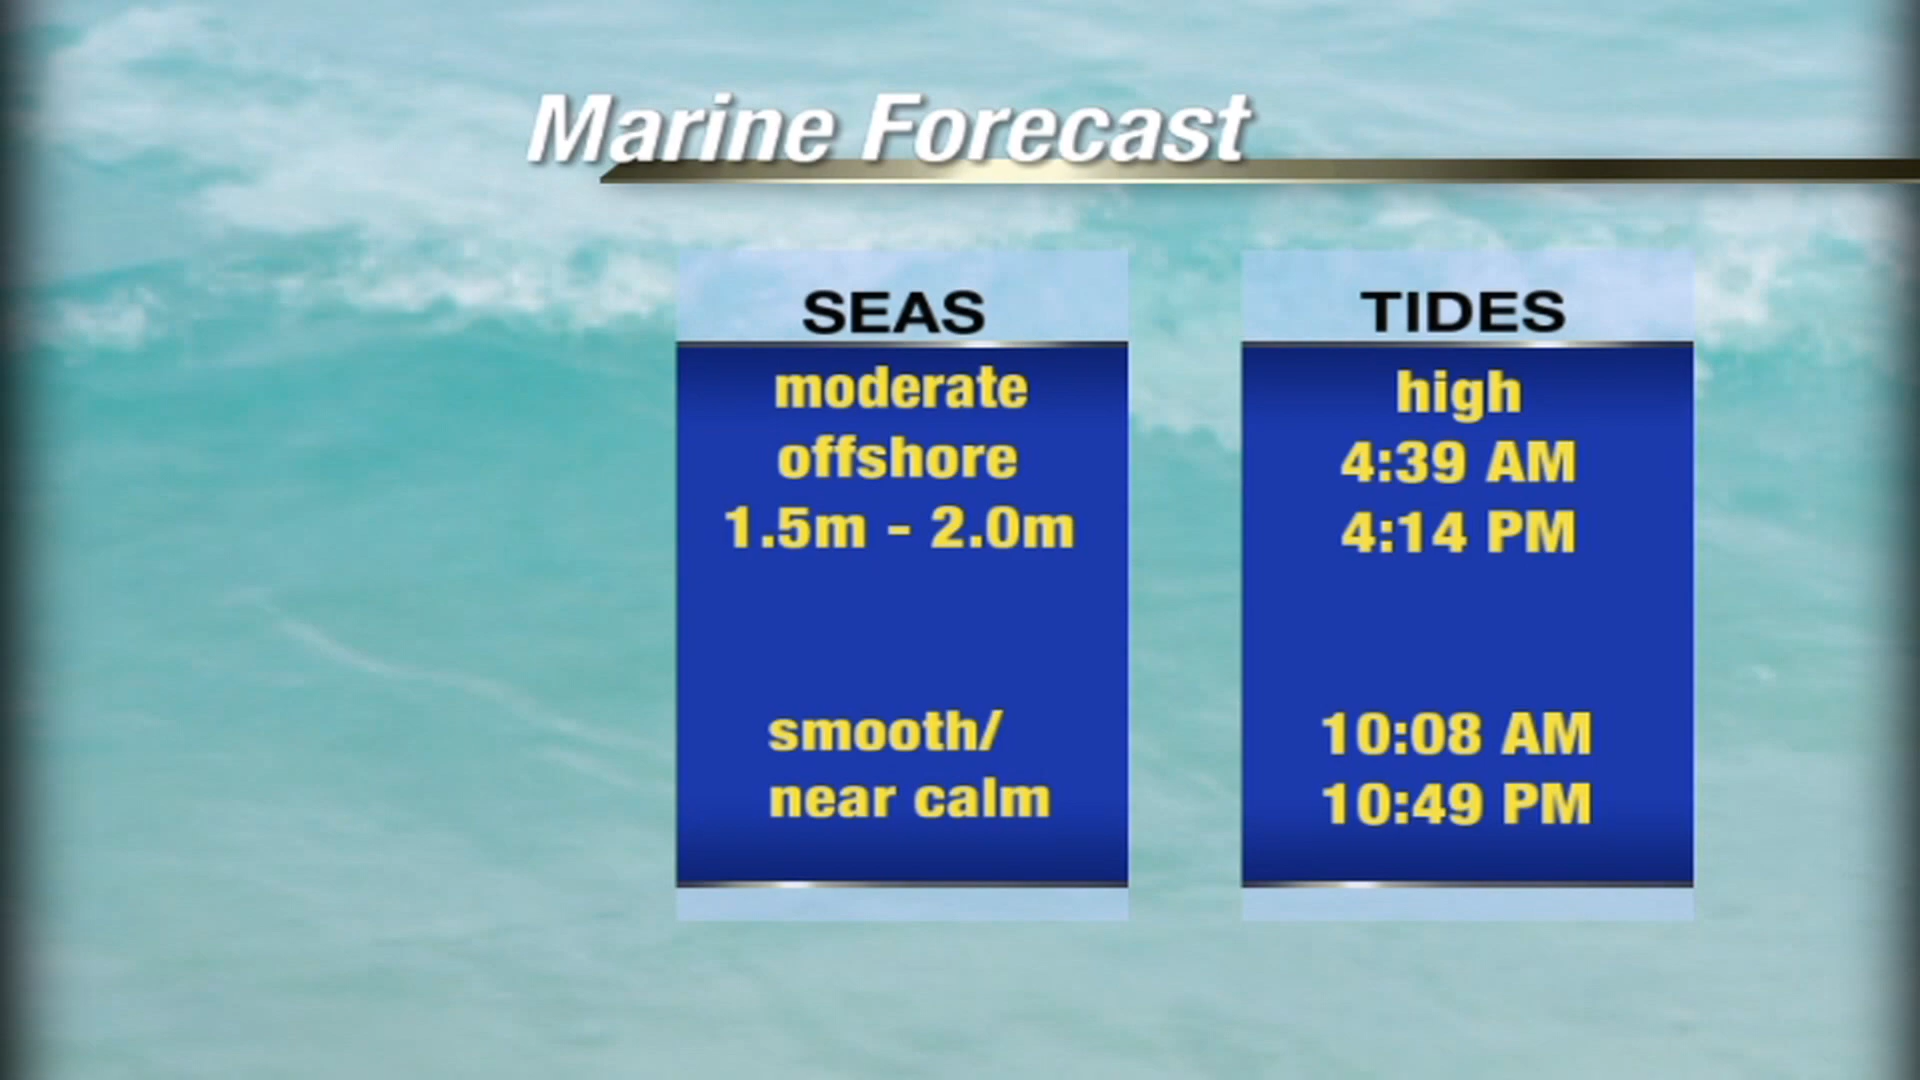 Marine Forecast
SEAS
moderate
offshore
1.5m - 2.0m
smooth/
near calm
TIDES
high
4:39 AM
4:14 PM
10:08 AM
10:49 PM